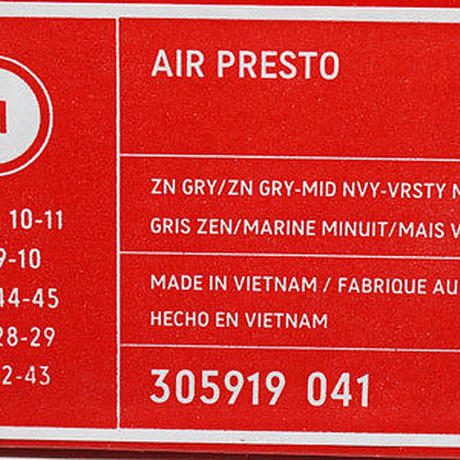 AIR PRESTO
ZN GRY/ZN GRY-MID NVY-VRSTY
GRIS ZEN/MARINE MINUIT/MAIS
MADE IN VIETNAM / FABRIQUE AU
HECHO EN VIETNAM
305919 041
10-11
9-10
44-45
28-29
2-43